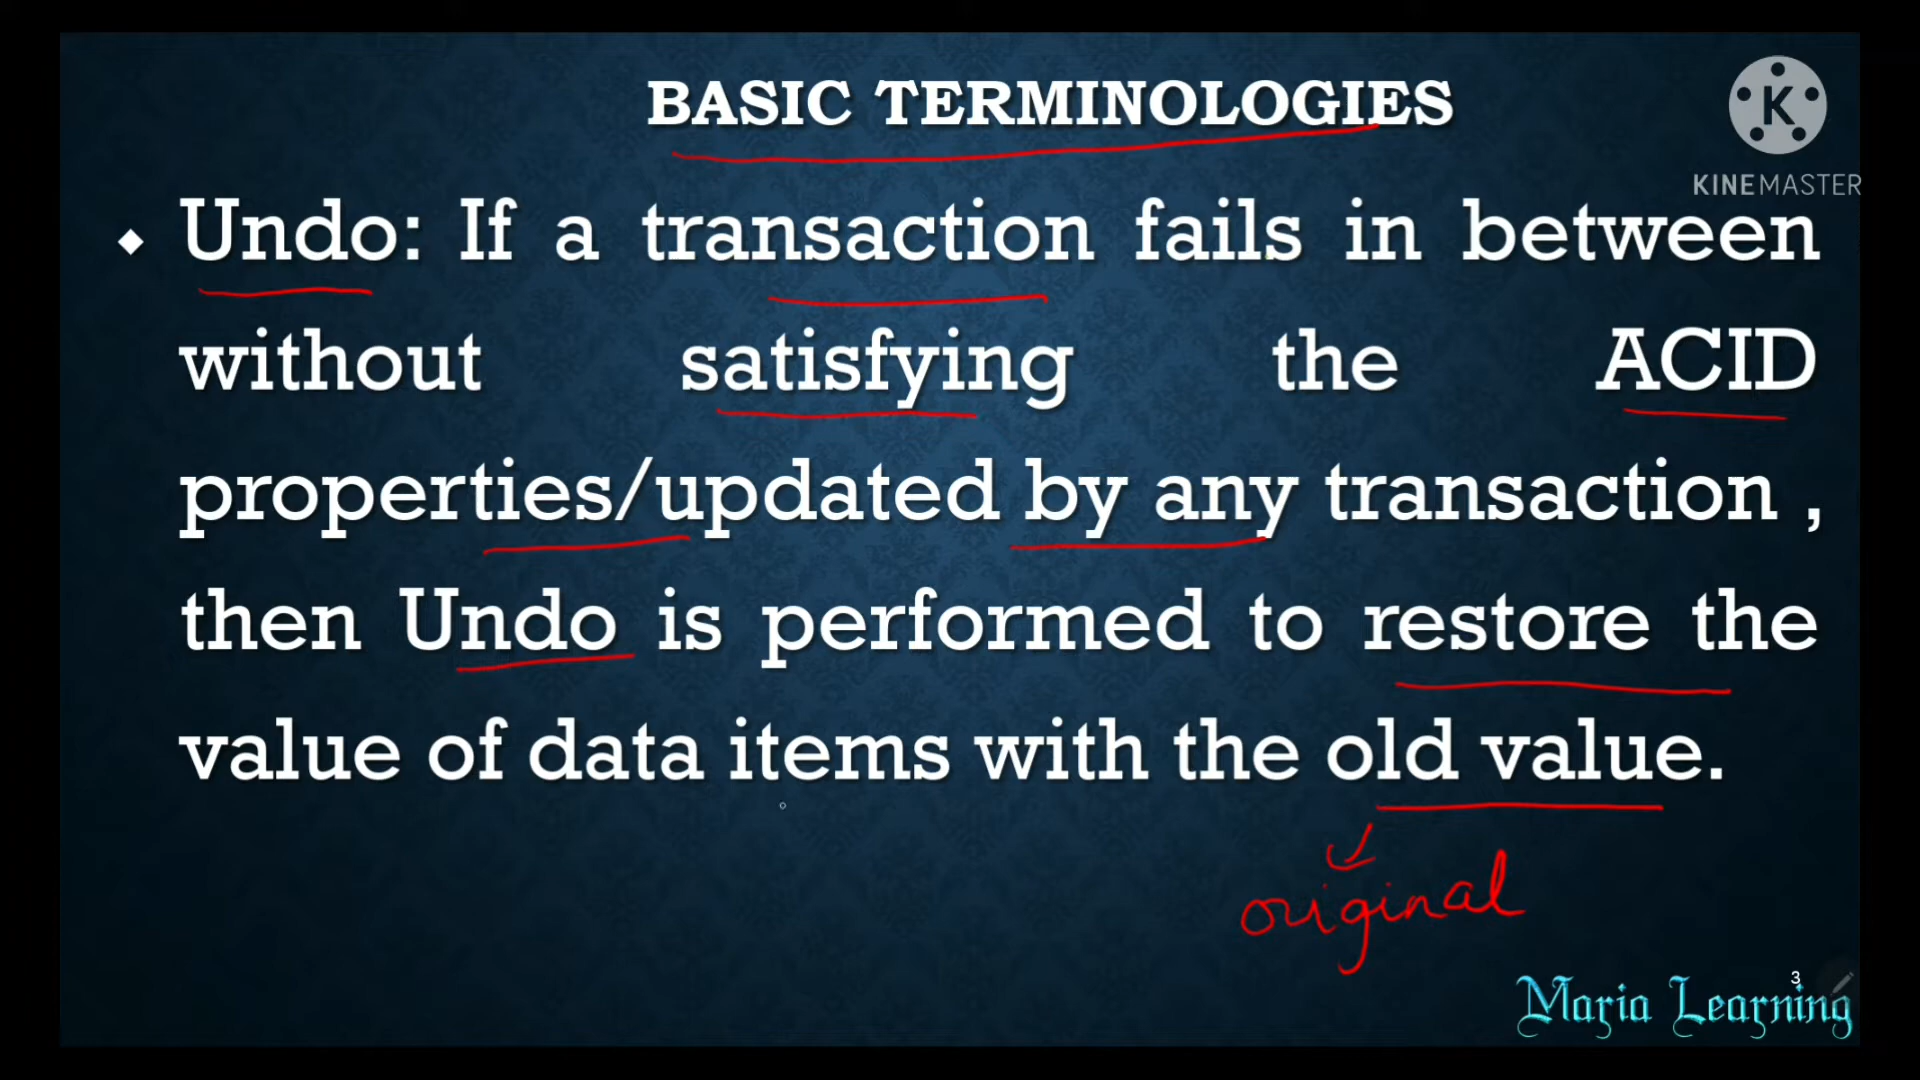 BASIC TERMINOLOGIES
K
KINEMASTER
Undo: If a transaction fails in between
without satisfying the ACID
properties/updated by any transaction ,
then Undo is performed to restore the
value of data items with the old value.
original
3
Maria Learning